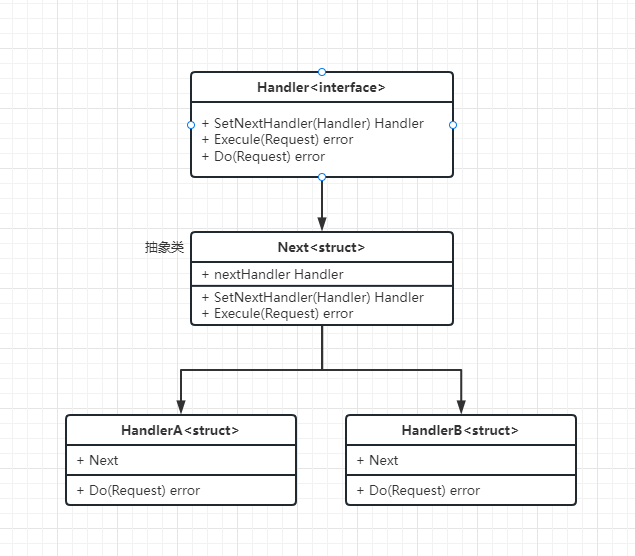 Handler<interface>
+ SetNextHandler(Handler) Handler
+ Execule(Request) error
+ Do(Request) error
抽象类
Next<struct>
+ nextHandler Handler
+ SetNextHandler(Handler) Handler
+ Execule(Request) error
HandlerA<struct>
+ Next
+ Do(Request) error
HandlerB<struct>
+ Next
+ Do(Request) error